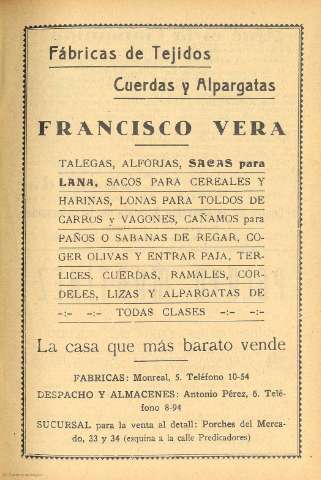 Fábricas de Tejidos
Cuerdas y Alpargatas
FRANCISCO VERA
TALEGAS, ALFORJAS, SACAS para
LANA, SACOS PARA CEREALES Y
HARINAS, LONAS PARA TOLDOS DE
CARROS y VAGONES, CAÑAMOS para
PAÑOS O SABANAS DE REGAR, CO-
GER OLIVAS Y ENTRAR PAJA, TER-
LICES, CUERDAS, RAMALES, COR-
DELES, LIZAS Y ALPARGATAS DE
-:- -:- TODAS CLASES -:- -:-
La casa que más barato vende
FABRICAS: Monreal, 5. Teléfono 10-54
DESPACHO Y ALMACENES: Antonio Pérez, 6. Telé-
fono 8-94
SUCURSAL para la venta al detall: Porches del Merca-
do, 33 y 34 (esquina a la calle Predicadores)